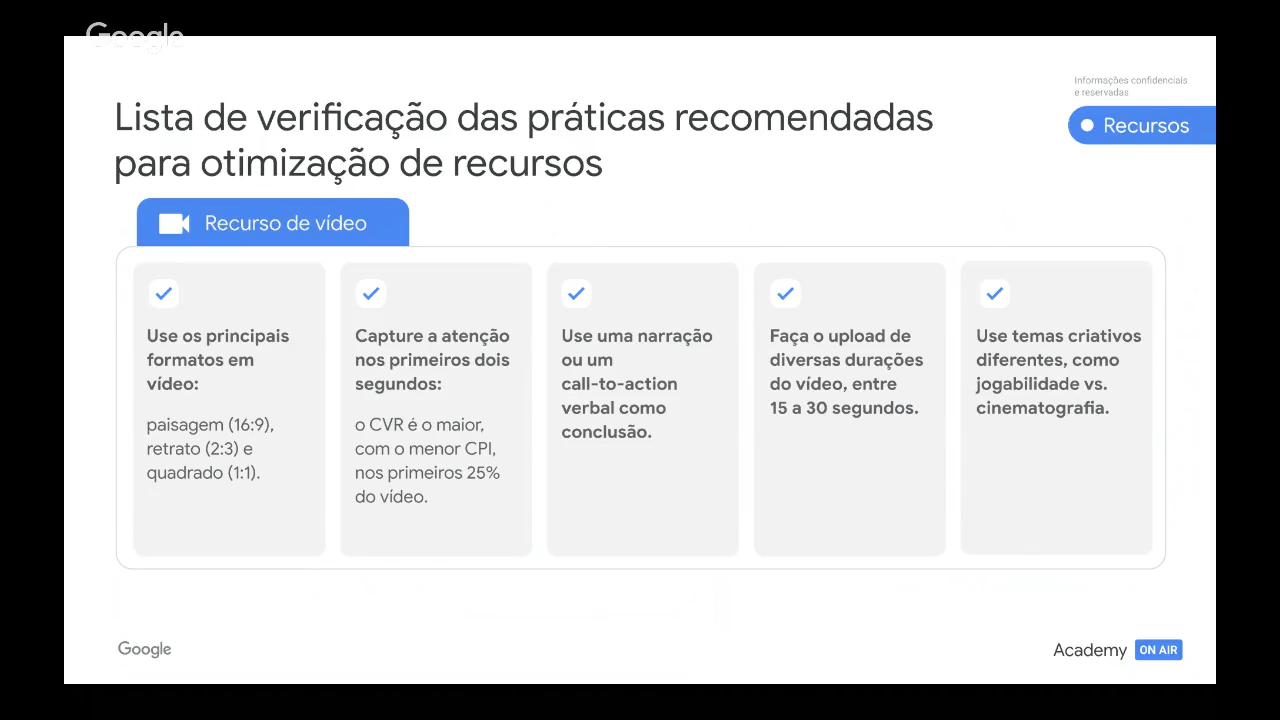 Google
Informações confidenciais
e reservadas
Lista de verificação das práticas recomendadas
para otimização de recursos
Recursos
Recurso de vídeo
Use os principais
formatos em
vídeo:
paisagem (16:9),
retrato (2:3) e
quadrado (1:1).
Capture a atenção
nos primeiros dois
segundos:
o CVR é o maior,
com o menor CPI,
nos primeiros 25%
do vídeo.
Use uma narração
ou um
call-to-action
verbal como
conclusão.
Faça o upload de
diversas durações
do vídeo, entre
15 a 30 segundos.
Use temas criativos
diferentes, como
jogabilidade vs.
cinematografia.
Google
Academy ON AIR